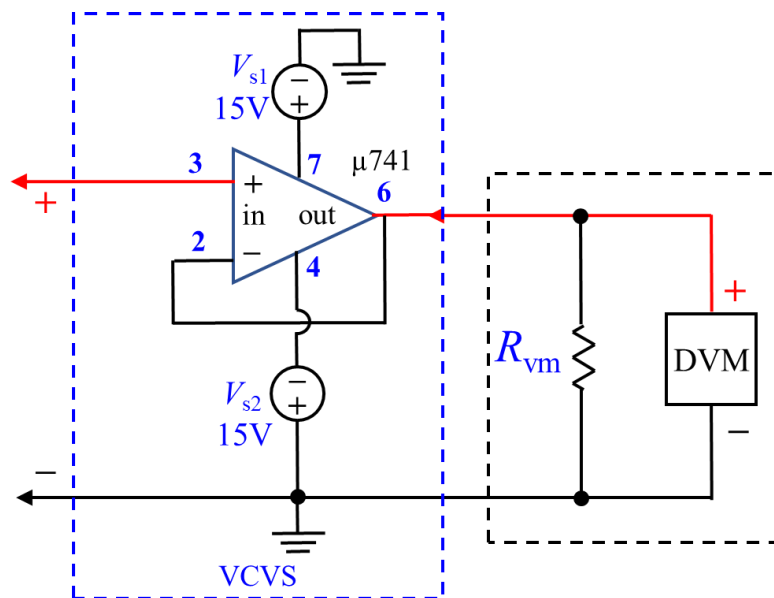 Vs1
−
+
15V
3
7
µ741
6
+
+
in
out
2
−
4
+
Rvm
DVM
−
Vs2
−
+
15V
−
VCVS